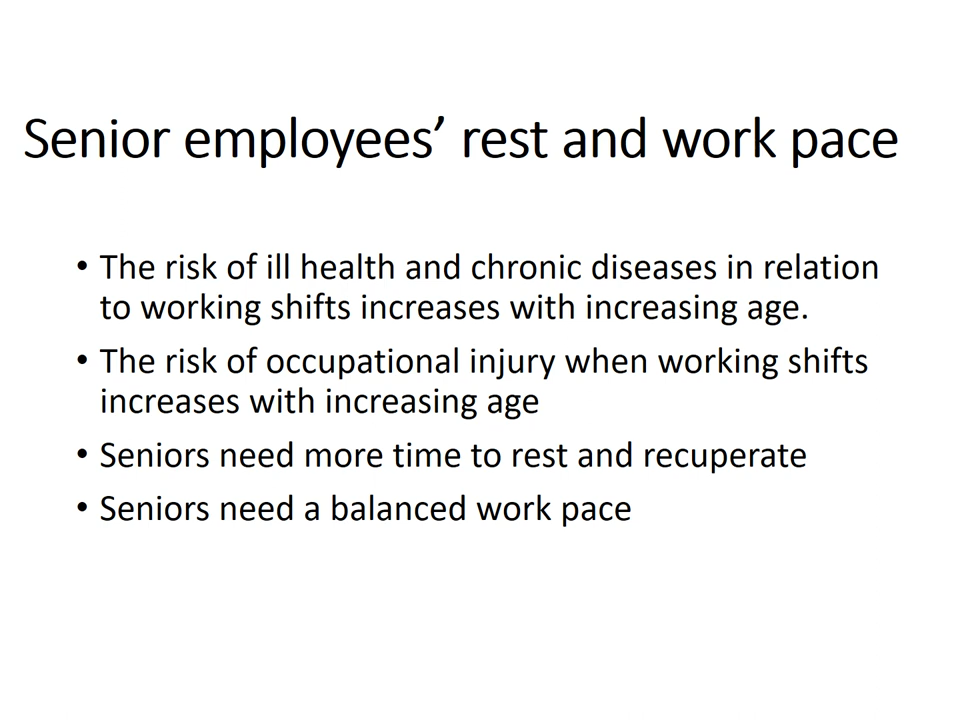 Senior employees’ rest and work pace
• The risk of ill health and chronic diseases in relation
to working shifts increases with increasing age.
• The risk of occupational injury when working shifts
increases with increasing age
• Seniors need more time to rest and recuperate
• Seniors need a balanced work pace